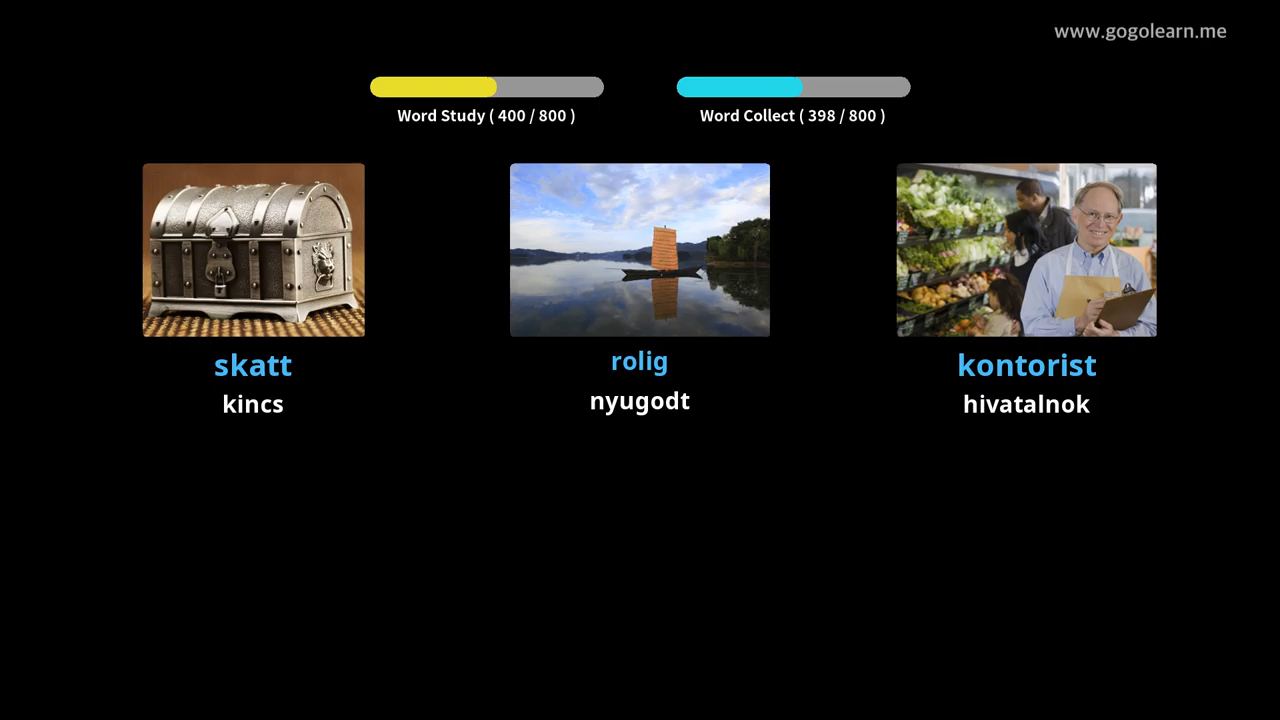 www.gogolearn.me
Word Study ( 400 / 800 )
Word Collect ( 398 / 800 )
skatt
rolig
kontorist
kincs
nyugodt
hivatalnok